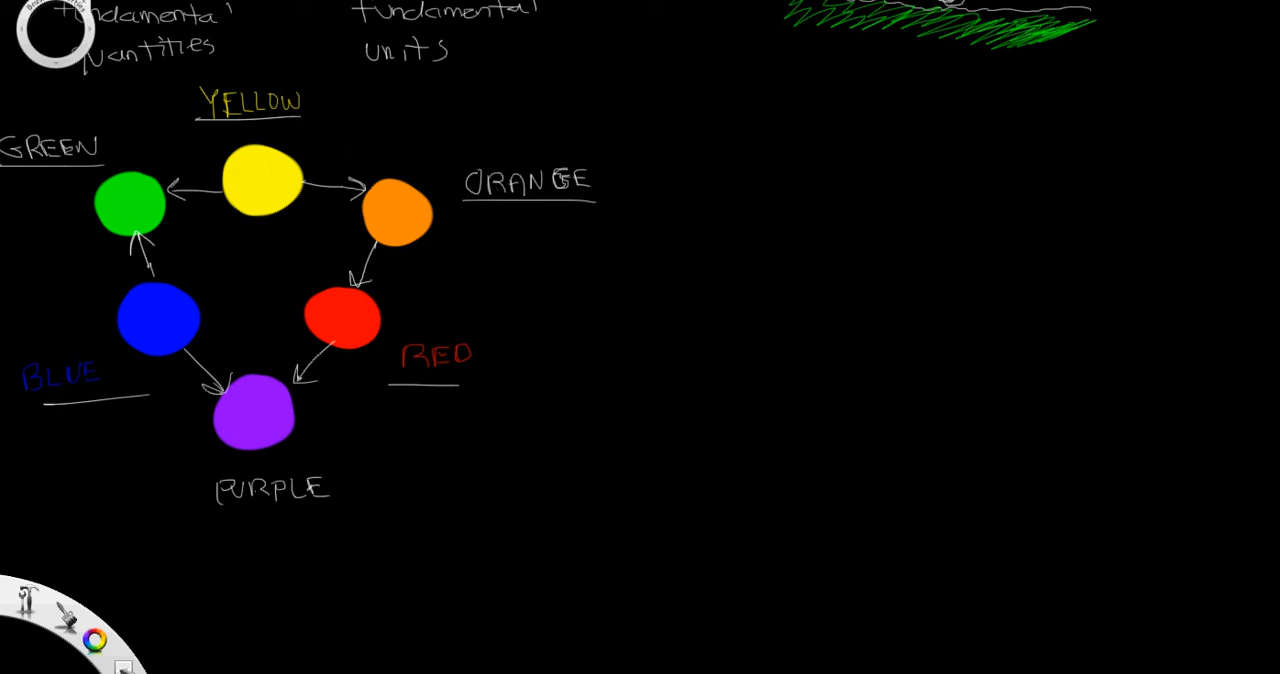 fundamental
quantities
fundamental
units
YELLOW
GREEN
ORANGE
BLUE
RED
PURPLE